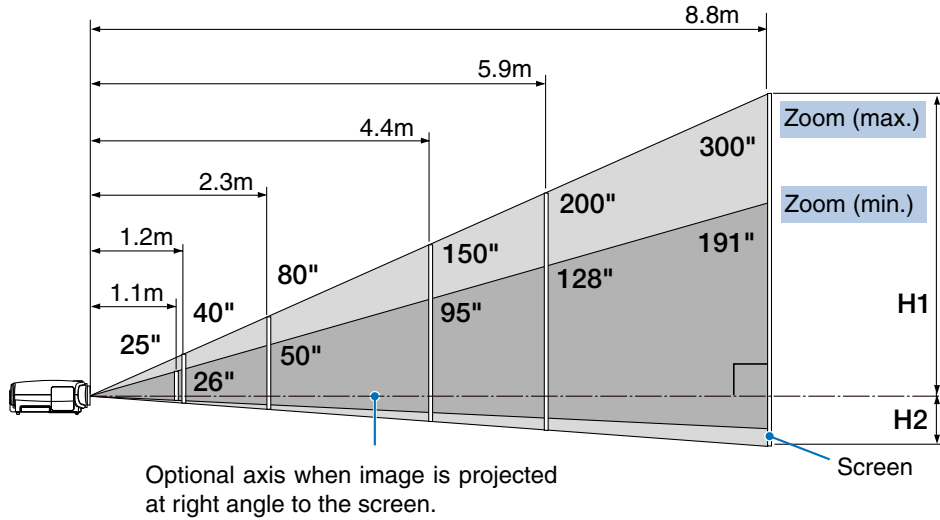 8.8m
5.9m
4.4m
2.3m
1.2m
1.1m
Zoom (max.)
300"
Zoom (min.)
200"
191"
150"
128"
80"
95"
H1
40"
50"
25"
26"
H2
Screen
Optional axis when image is projected
at right angle to the screen.